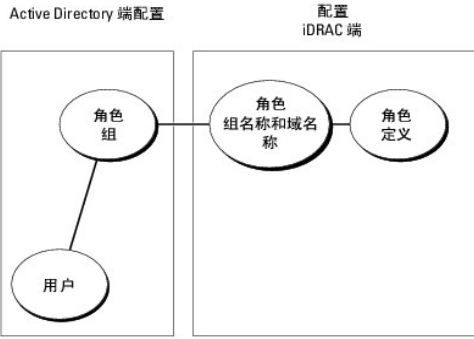 Active Directory 端配置
配置
iDRAC 端
角色
组
角色
组名称和域名
称
角色
定义
用户